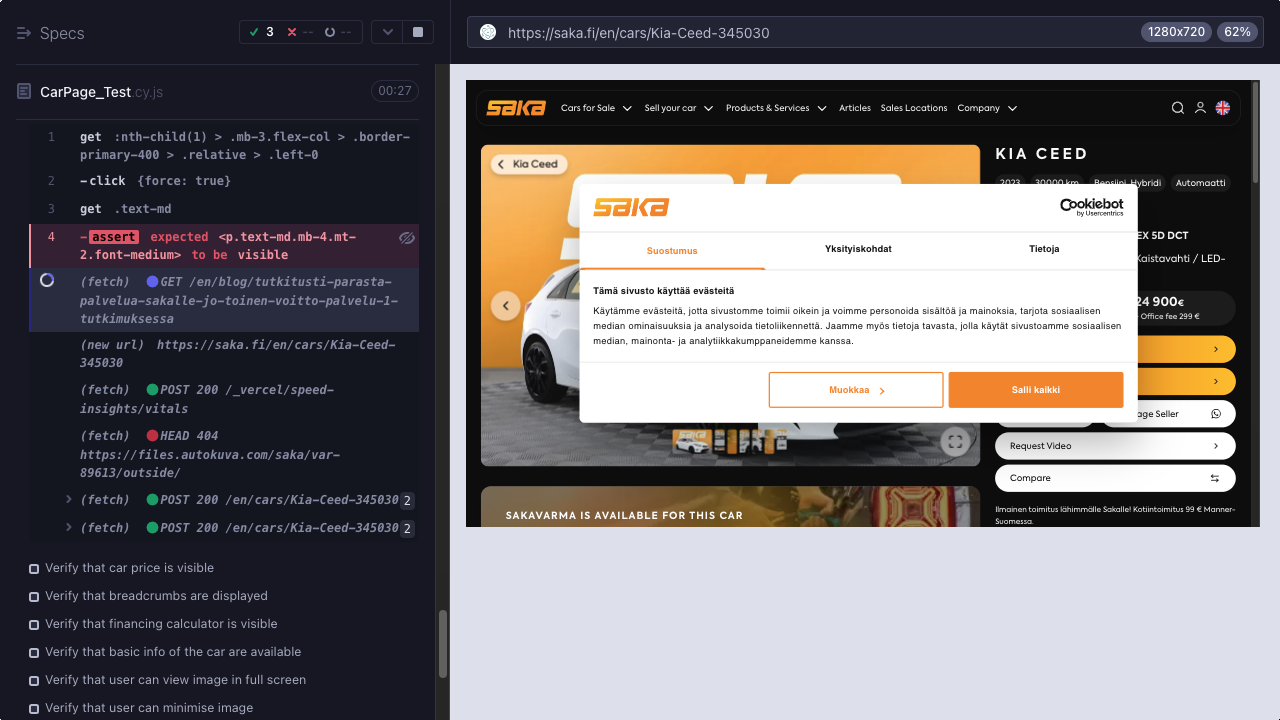 Specs
3
--
--
CarPage_Test.cy.js
00:27
1 get :nth-child(1) > .mb-3.flex-col > .border-
primary-400 > .relative > .left-0
2 -click {force: true}
3 get .text-md
4 -assert expected <p.text-md.mb-4.mt-
2.font-medium> to be visible
(fetch) GET /en/blog/tutkitusti-parasta-
palvelua-sakalle-jo-toinen-voitto-palvelu-1-
tutkimuksessa
(new url) https://saka.fi/en/cars/Kia-Ceed-
345030
(fetch) POST 200 /_vercel/speed-
insights/vitals
(fetch) HEAD 404
https://files.autokuva.com/saka/var-
89613/outside/
(fetch) POST 200 /en/cars/Kia-Ceed-345030 2
(fetch) POST 200 /en/cars/Kia-Ceed-345030 2
Verify that car price is visible
Verify that breadcrumbs are displayed
Verify that financing calculator is visible
Verify that basic info of the car are available
Verify that user can view image in full screen
Verify that user can minimise image
https://saka.fi/en/cars/Kia-Ceed-345030
1280x720
62%
saka
Cars for Sale
Sell your car
Products & Services
Articles
Sales Locations
Company
Kia Ceed
KIA CEED
2023
30000 km
Bensiini, Hybridi
Automaatti
EX 5D DCT
Kaistavahti / LED-
24 900€
- Office fee 299 €
age Seller
Request Video
Compare
Ilmainen toimitus lähimmälle Sakalle! Kotiintoimitus 99 € Manner-
Suomessa.
saka
Cookiebot
by Usercentrics
Suostumus
Yksityiskohdat
Tietoja
Tämä sivusto käyttää evästeitä
Käytämme evästeitä, jotta sivustomme toimii oikein ja voimme personoida sisältöä ja mainoksia, tarjota sosiaalisen
median ominaisuuksia ja analysoida tietoliikennettä. Jaamme myös tietoja tavasta, jolla käytät sivustoamme sosiaalisen
median, mainonta- ja analytiikkakumppaneidemme kanssa.
Muokkaa
Salli kaikki
SAKAVARMA IS AVAILABLE FOR THIS CAR